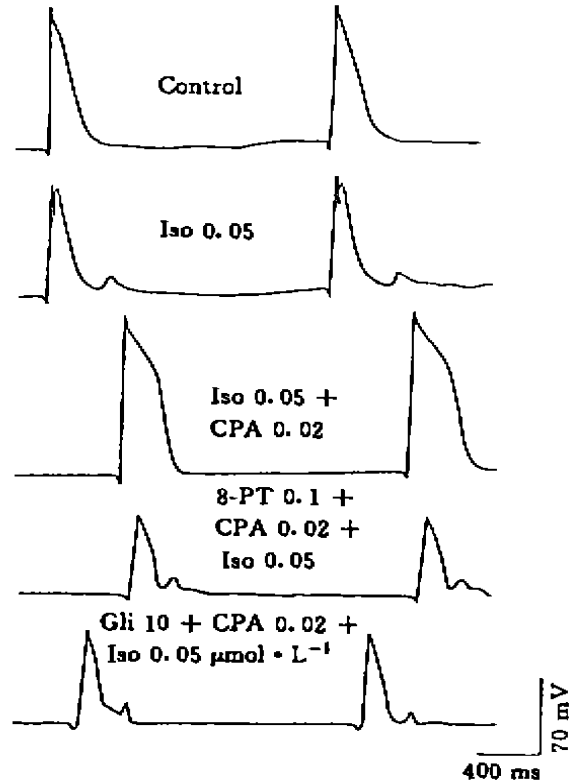 Control
Iso 0.05
Iso 0.05 +
CPA 0.02
8-PT 0.1 +
CPA 0.02 +
Iso 0.05
Gli 10 + CPA 0.02 +
Iso 0.05 μmol • L⁻¹
70 mV
400 ms